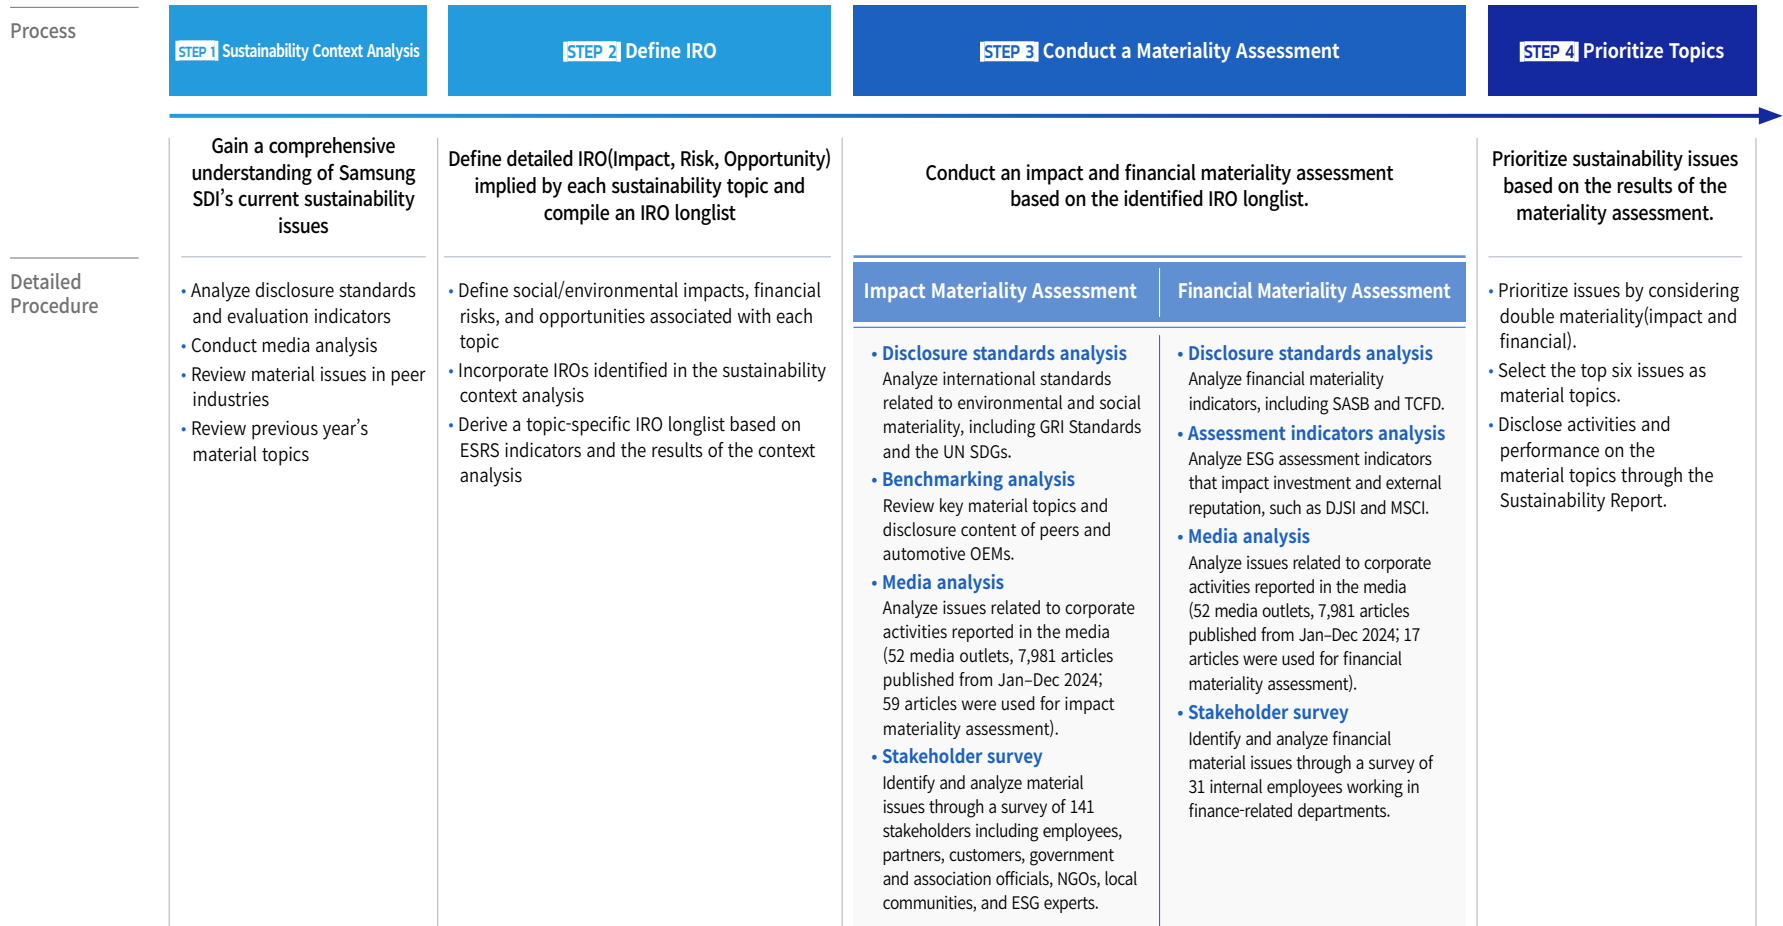 Process
STEP 1 Sustainability Context Analysis
STEP 2 Define IRO
STEP 3 Conduct a Materiality Assessment
STEP 4 Prioritize Topics
Gain a comprehensive
understanding of Samsung
SDI's current sustainability
issues
Define detailed IRO(Impact, Risk, Opportunity)
implied by each sustainability topic and
compile an IRO longlist
Conduct an impact and financial materiality assessment
based on the identified IRO longlist.
Prioritize sustainability issues
based on the results of the
materiality assessment.
Detailed
Procedure
• Analyze disclosure standards
and evaluation indicators
• Conduct media analysis
• Review material issues in peer
industries
• Review previous year's
material topics
• Define social/environmental impacts, financial
risks, and opportunities associated with each
topic
• Incorporate IROs identified in the sustainability
context analysis
• Derive a topic-specific IRO longlist based on
ESRS indicators and the results of the context
analysis
Impact Materiality Assessment
• Disclosure standards analysis
Analyze international standards
related to environmental and social
materiality, including GRI Standards
and the UN SDGs.
• Benchmarking analysis
Review key material topics and
disclosure content of peers and
automotive OEMs.
• Media analysis
Analyze issues related to corporate
activities reported in the media
(52 media outlets, 7,981 articles
published from Jan–Dec 2024;
59 articles were used for impact
materiality assessment).
• Stakeholder survey
Identify and analyze material
issues through a survey of 141
stakeholders including employees,
partners, customers, government
and association officials, NGOs, local
communities, and ESG experts.
Financial Materiality Assessment
• Disclosure standards analysis
Analyze financial materiality
indicators, including SASB and TCFD.
• Assessment indicators analysis
Analyze ESG assessment indicators
that impact investment and external
reputation, such as DJSI and MSCI.
• Media analysis
Analyze issues related to corporate
activities reported in the media
(52 media outlets, 7,981 articles
published from Jan–Dec 2024; 17
articles were used for financial
materiality assessment).
• Stakeholder survey
Identify and analyze financial
material issues through a survey of
31 internal employees working in
finance-related departments.
• Prioritize issues by considering
double materiality(impact and
financial).
• Select the top six issues as
material topics.
• Disclose activities and
performance on the
material topics through the
Sustainability Report.